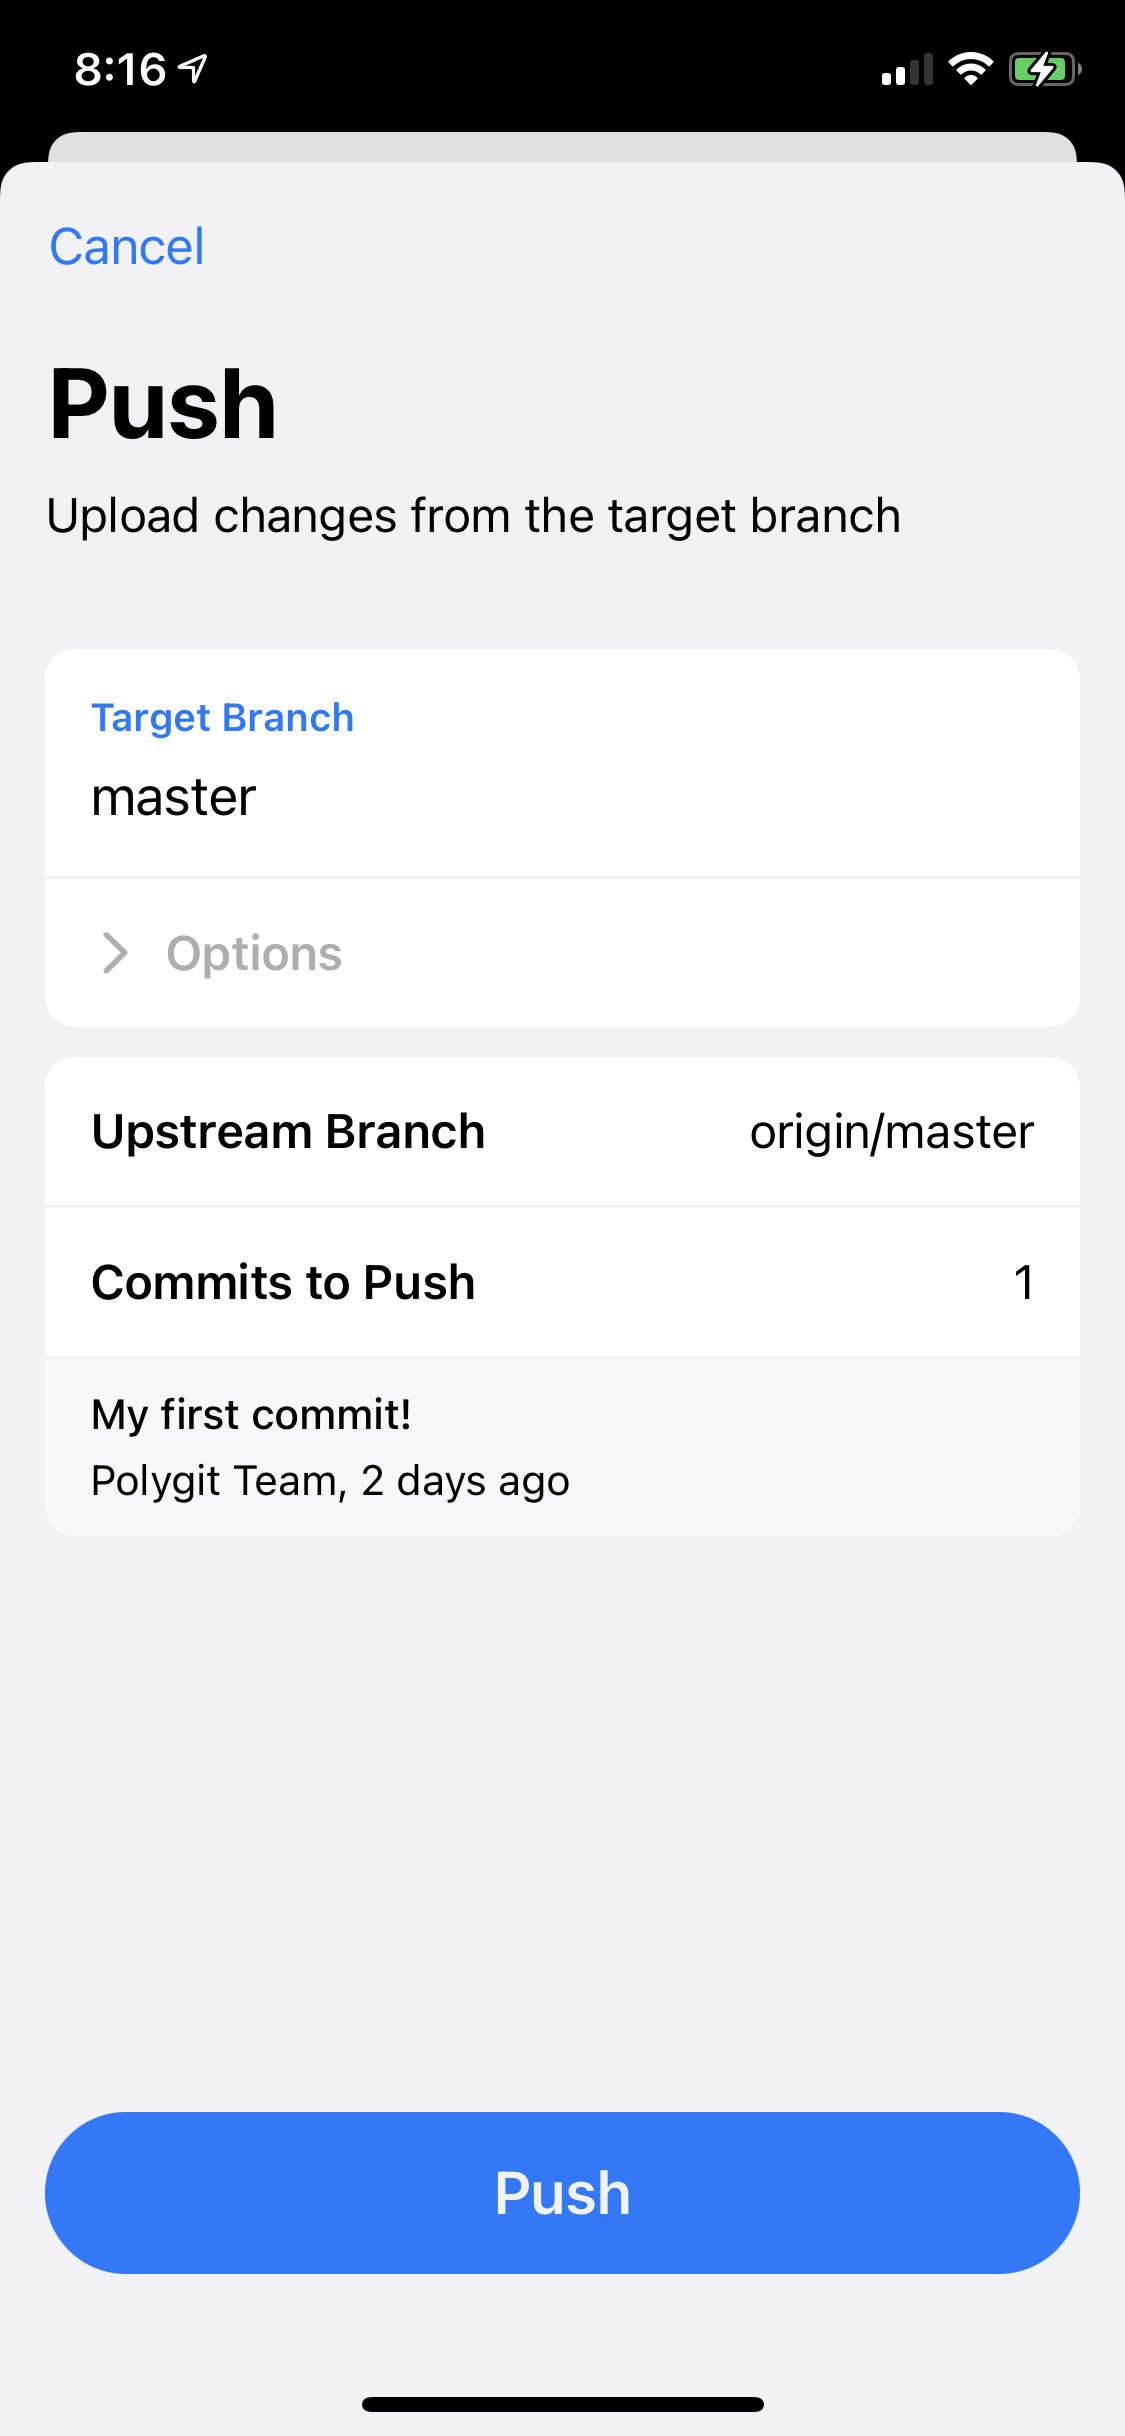 8:16
Cancel
Push
Upload changes from the target branch
Target Branch
master
Options
Upstream Branch origin/master
Commits to Push 1
My first commit!
Polygit Team, 2 days ago
Push